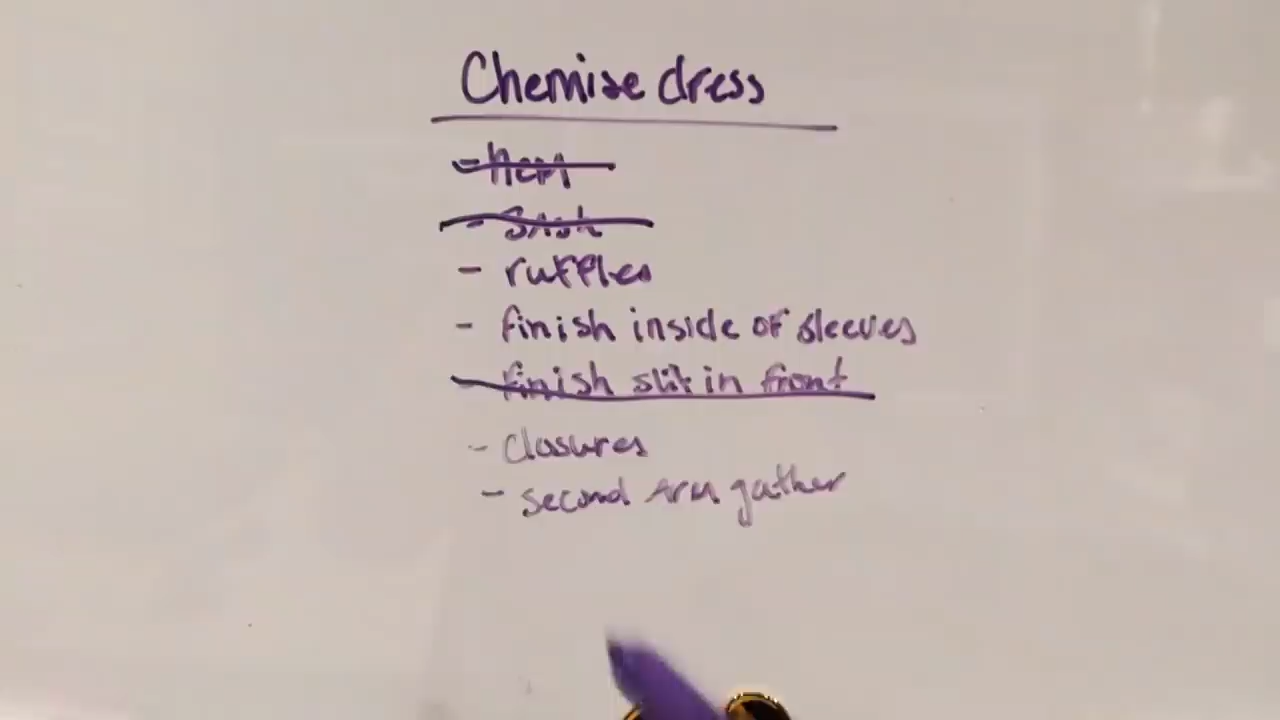 Chemise dress
- hem
- Sash
- ruffles
- finish inside of sleeves
- finish slit in front
- closures
- second arm gather